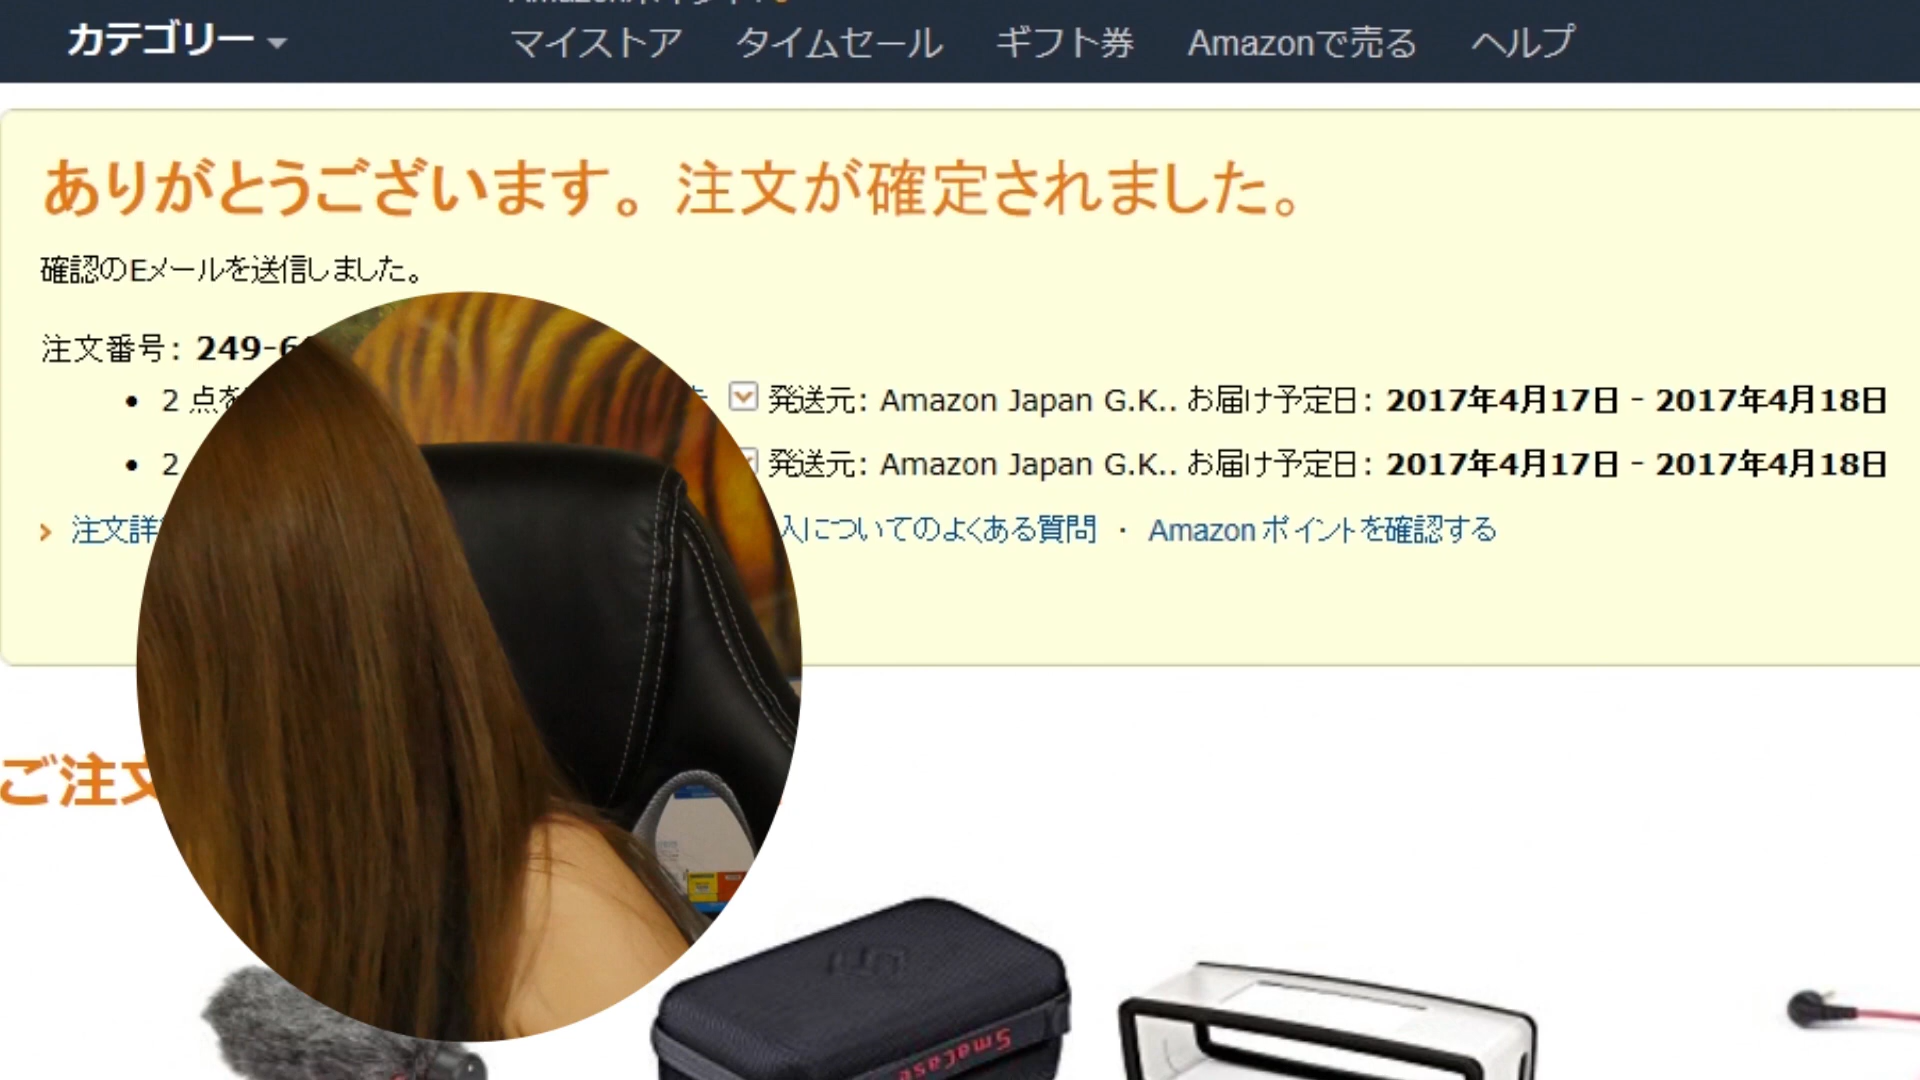 カテゴリー
マイストア タイムセール ギフト券 Amazonで売る ヘルプ
ありがとうございます。注文が確定されました。
確認のEメールを送信しました。
注文番号: 249-6
2 点を 発送元: Amazon Japan G.K.. お届け予定日: 2017年4月17日 - 2017年4月18日
2 発送元: Amazon Japan G.K.. お届け予定日: 2017年4月17日 - 2017年4月18日
注文詳 入についてのよくある質問 ・ Amazon ポイントを確認する
ご注文
SmaCase